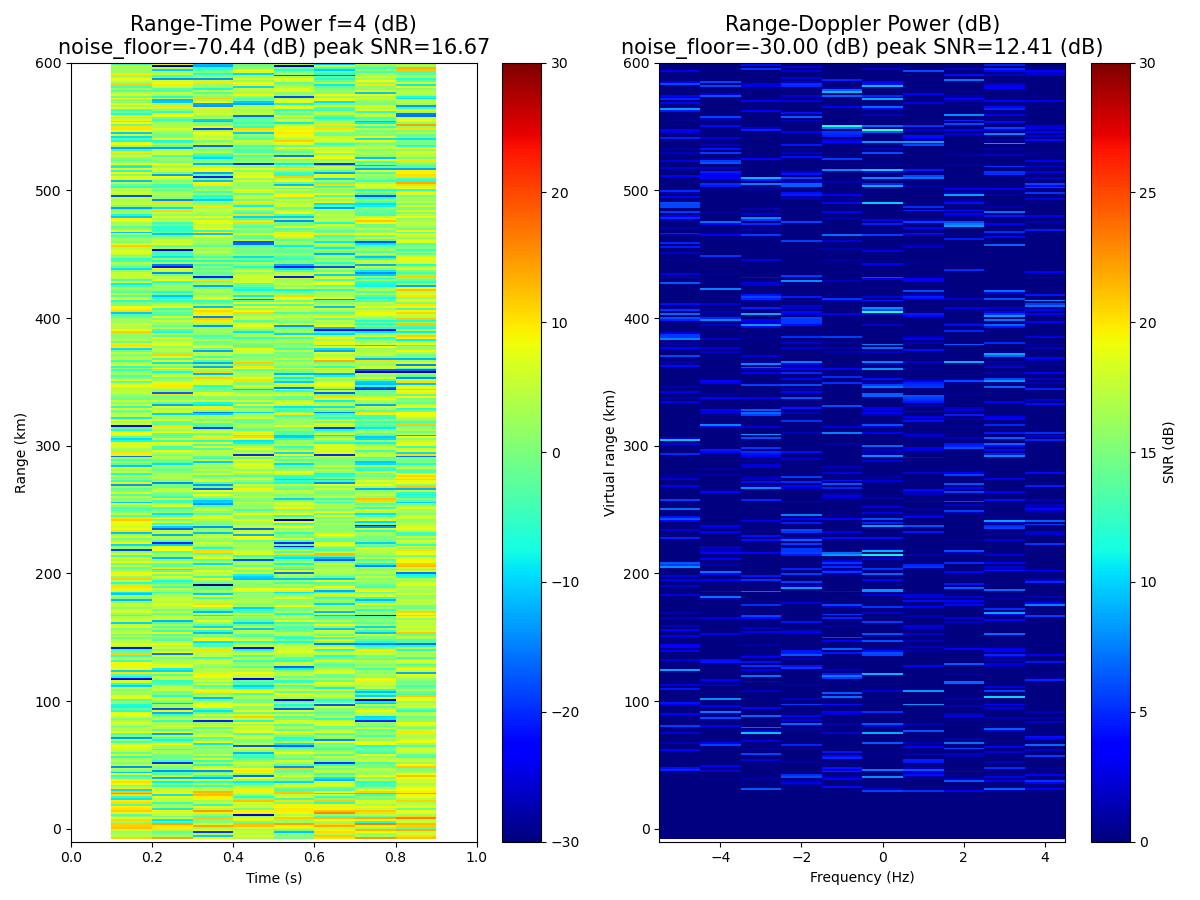 Range-Time Power f=4 (dB)
noise_floor=-70.44 (dB) peak SNR=16.67
Range (km)
600
500
400
300
200
100
0
0.0 0.2 0.4 0.6 0.8 1.0
Time (s)
30
20
10
0
−10
−20
−30
Range-Doppler Power (dB)
noise_floor=-30.00 (dB) peak SNR=12.41 (dB)
Virtual range (km)
600
500
400
300
200
100
0
−4 −2 0 2 4
Frequency (Hz)
30
25
20
15
10
5
0
SNR (dB)